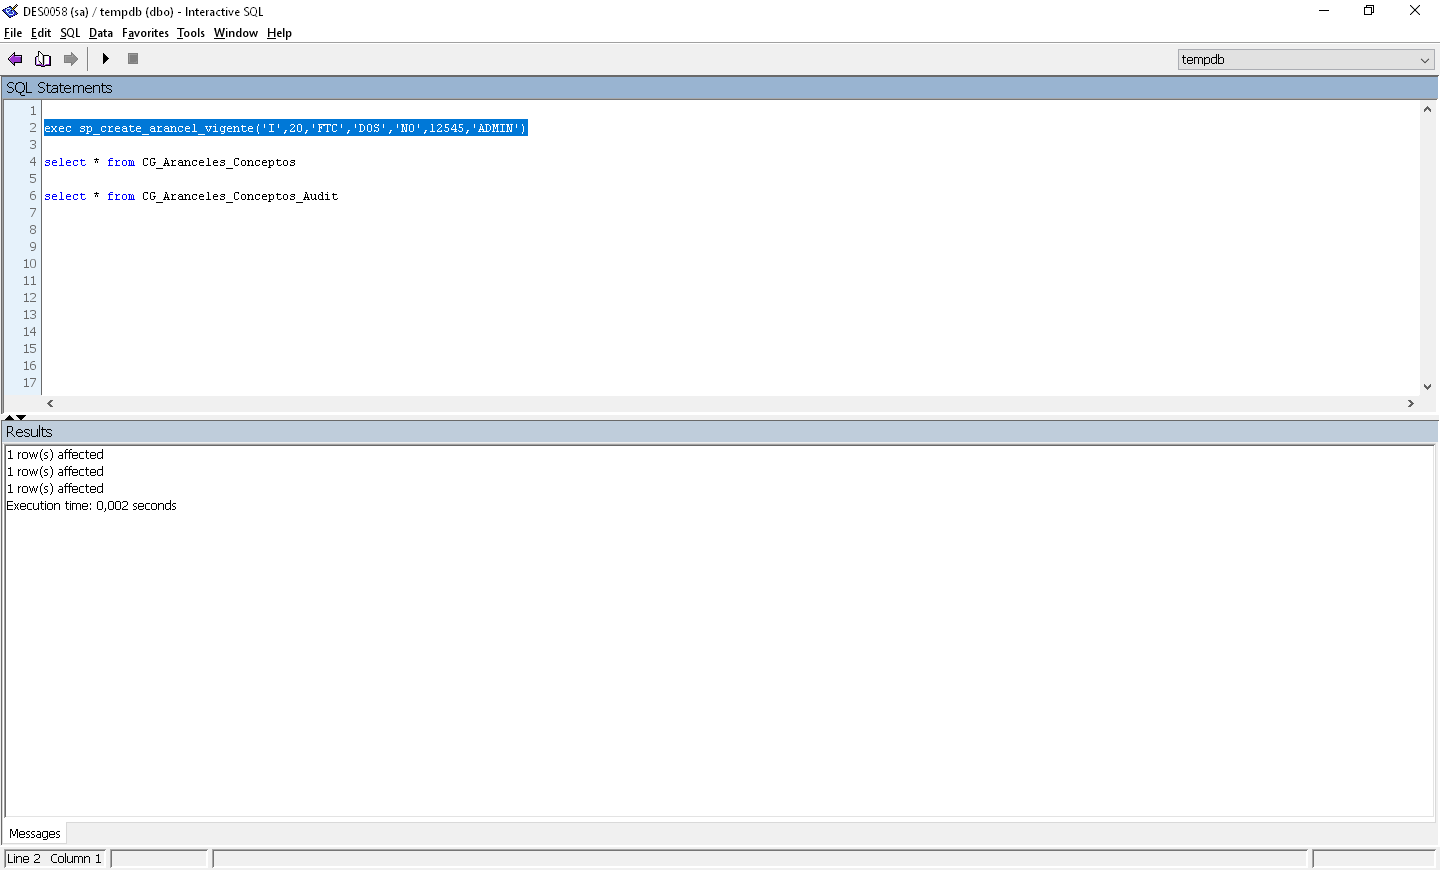 DES0058 (sa) / tempdb (dbo) - Interactive SQL
File Edit SQL Data Favorites Tools Window Help
tempdb
SQL Statements
1
2 exec sp_create_arancel_vigente('I',20,'FTC','DOS','NO',12545,'ADMIN')
3
4 select * from CG_Aranceles_Conceptos
5
6 select * from CG_Aranceles_Conceptos_Audit
7
8
9
10
11
12
13
14
15
16
17
Results
1 row(s) affected
1 row(s) affected
1 row(s) affected
Execution time: 0,002 seconds
Messages
Line 2 Column 1